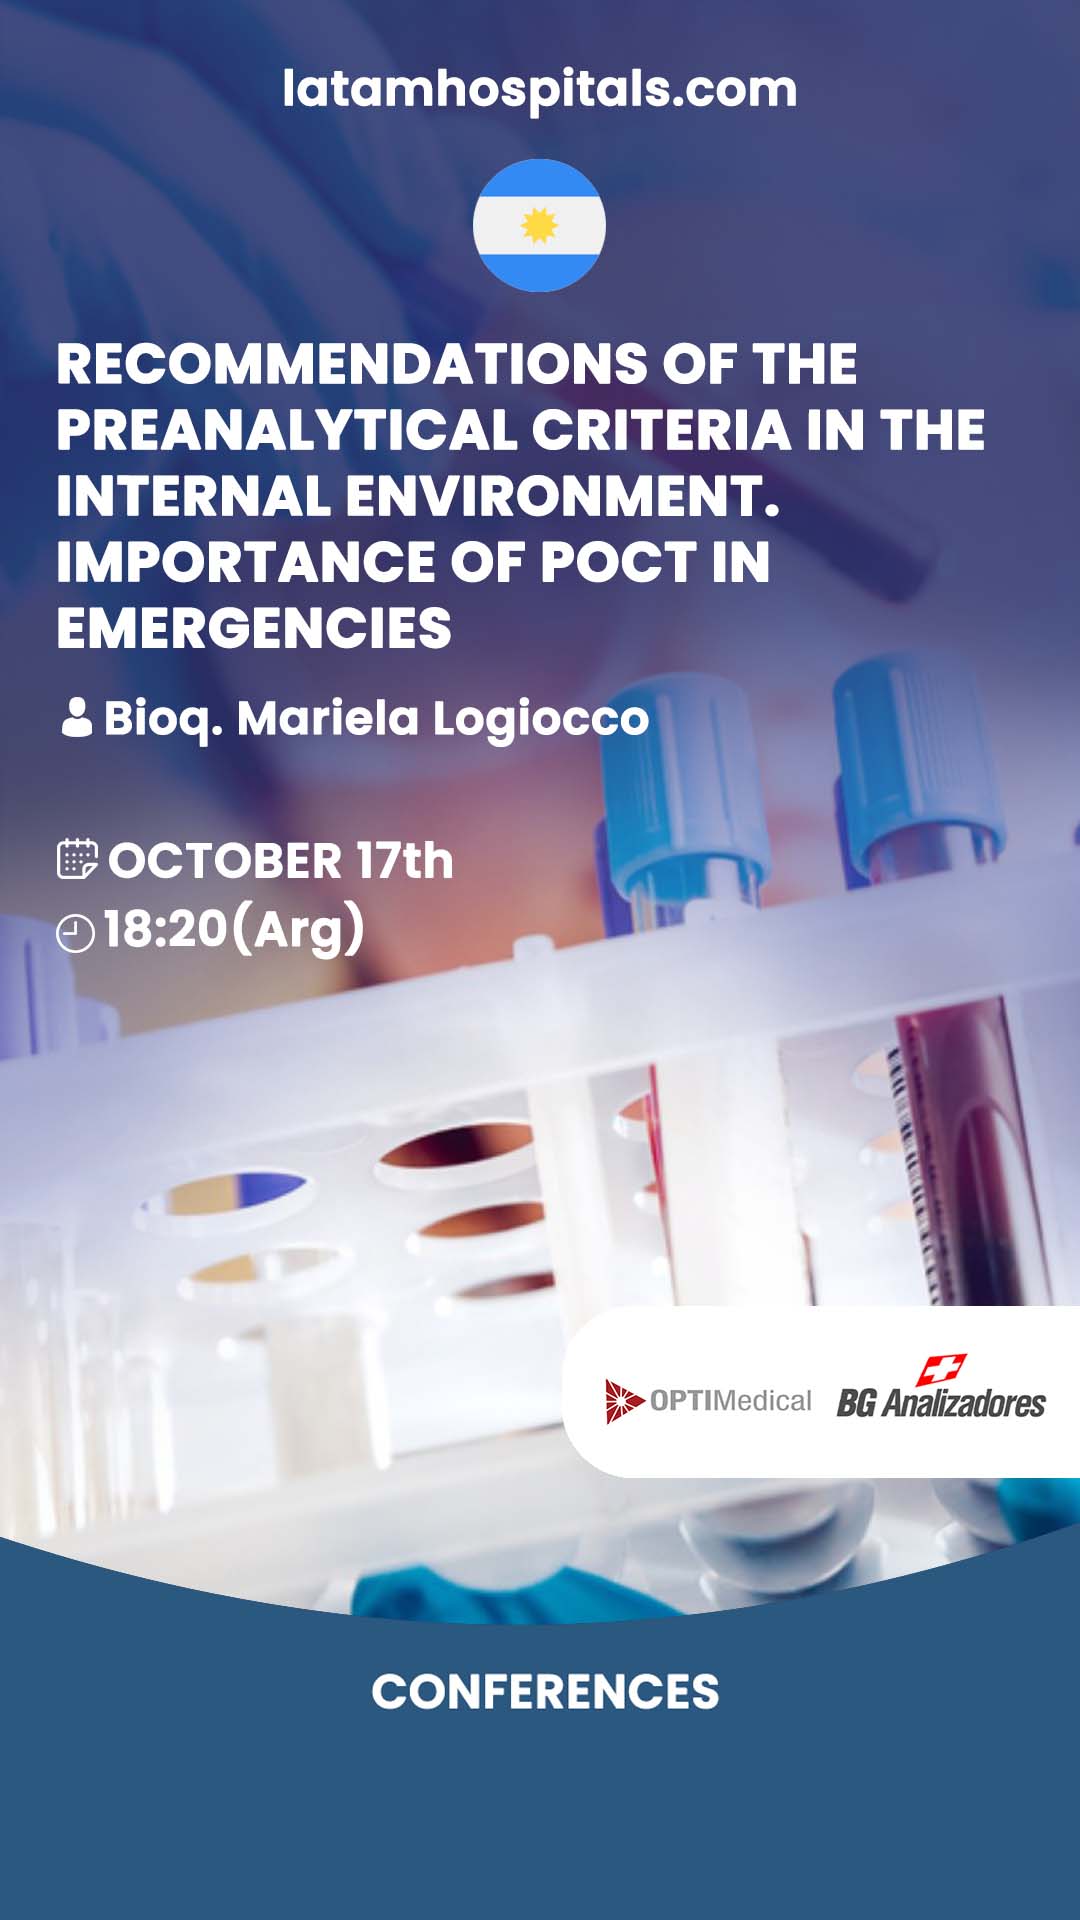 latamhospitals.com
RECOMMENDATIONS OF THE
PREANALYTICAL CRITERIA IN THE
INTERNAL ENVIRONMENT.
IMPORTANCE OF POCT IN
EMERGENCIES
Bioq. Mariela Logiocco
OCTOBER 17th
18:20(Arg)
OPTIMedical
BG Analizadores
CONFERENCES